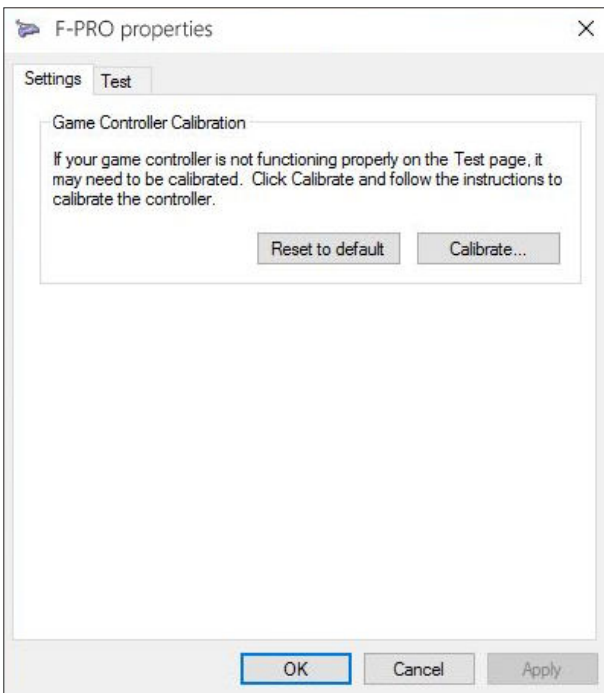 F-PRO properties
Settings Test
Game Controller Calibration
If your game controller is not functioning properly on the Test page, it
may need to be calibrated. Click Calibrate and follow the instructions to
calibrate the controller.
Reset to default Calibrate...
OK Cancel Apply